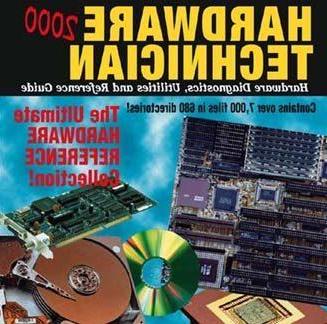 HARDWARE 2000
TECHNICIAN
Hardware Diagnostics, Utilities and Reference Guide
Contains over 7,000 files in 680 directories!
The Ultimate
HARDWARE
REFERENCE
Collection!